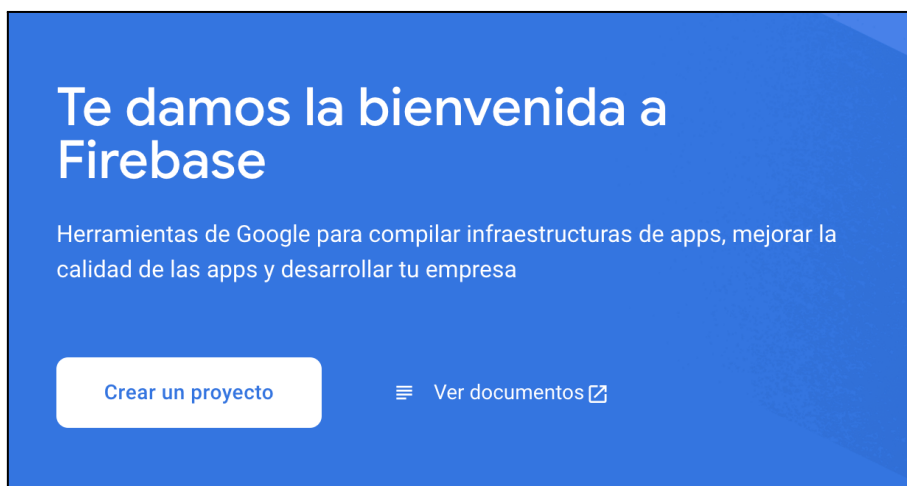 Te damos la bienvenida a
Firebase
Herramientas de Google para compilar infraestructuras de apps, mejorar la
calidad de las apps y desarrollar tu empresa
Crear un proyecto
Ver documentos